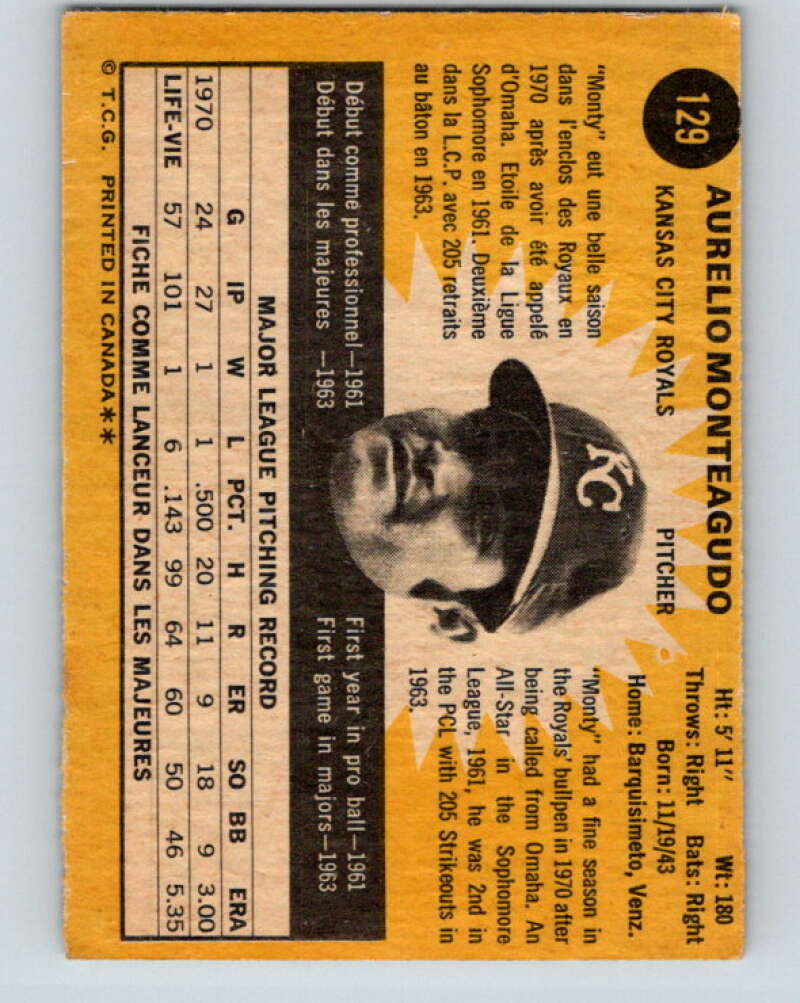 129
AURELIO MONTEAGUDO
KANSAS CITY ROYALS PITCHER
Ht: 5' 11" Wt: 180
Born: 11/19/43
Throws: Right Bats: Right
Home: Barquisimeto, Venz.
"Monty" eut une belle saison
dans l'enclos des Royaux en
1970 après avoir été appelé
d'Omaha. Etoile de la Ligue
Sophomore en 1961. Deuxième
dans la L.C.P. avec 205 retraits
au bâton en 1963.
KC
"Monty" had a fine season in
the Royals' bullpen in 1970 after
being called from Omaha. An
All-Star in the Sophomore
League, 1961, he was 2nd in
the PCL with 205 Strikeouts in
1963.
Début comme professionnel—1961
Début dans les majeures —1963
First year in pro ball—1961
First game in majors—1963
MAJOR LEAGUE PITCHING RECORD
G IP W L PCT. H R ER SO BB ERA
1970 24 27 1 1 .500 20 11 9 18 9 3.00
LIFE-VIE 57 101 1 6 .143 99 64 60 50 46 5.35
FICHE COMME LANCEUR DANS LES MAJEURES
© T.C.G. PRINTED IN CANADA**